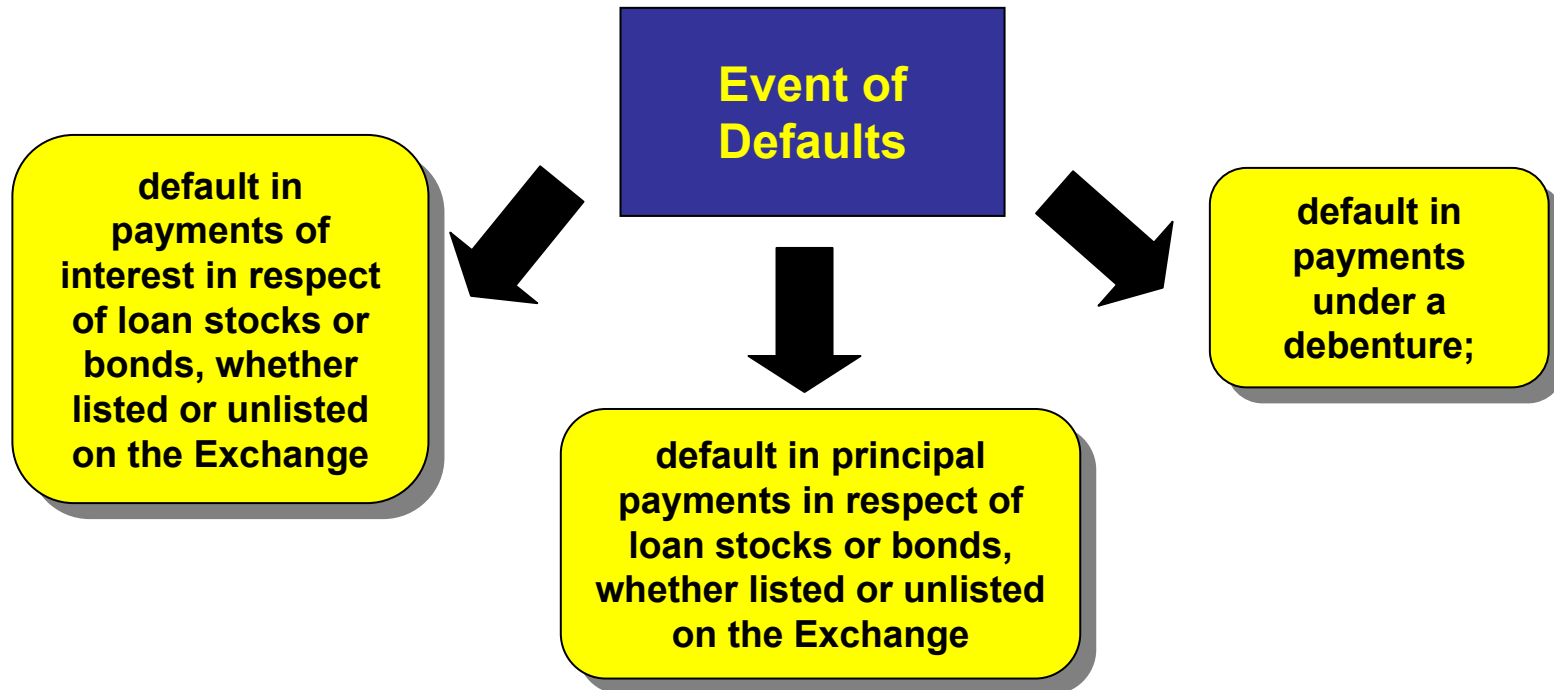 Event of
Defaults
default in
payments of
interest in respect
of loan stocks or
bonds, whether
listed or unlisted
on the Exchange
default in principal
payments in respect of
loan stocks or bonds,
whether listed or unlisted
on the Exchange
default in
payments
under a
debenture;